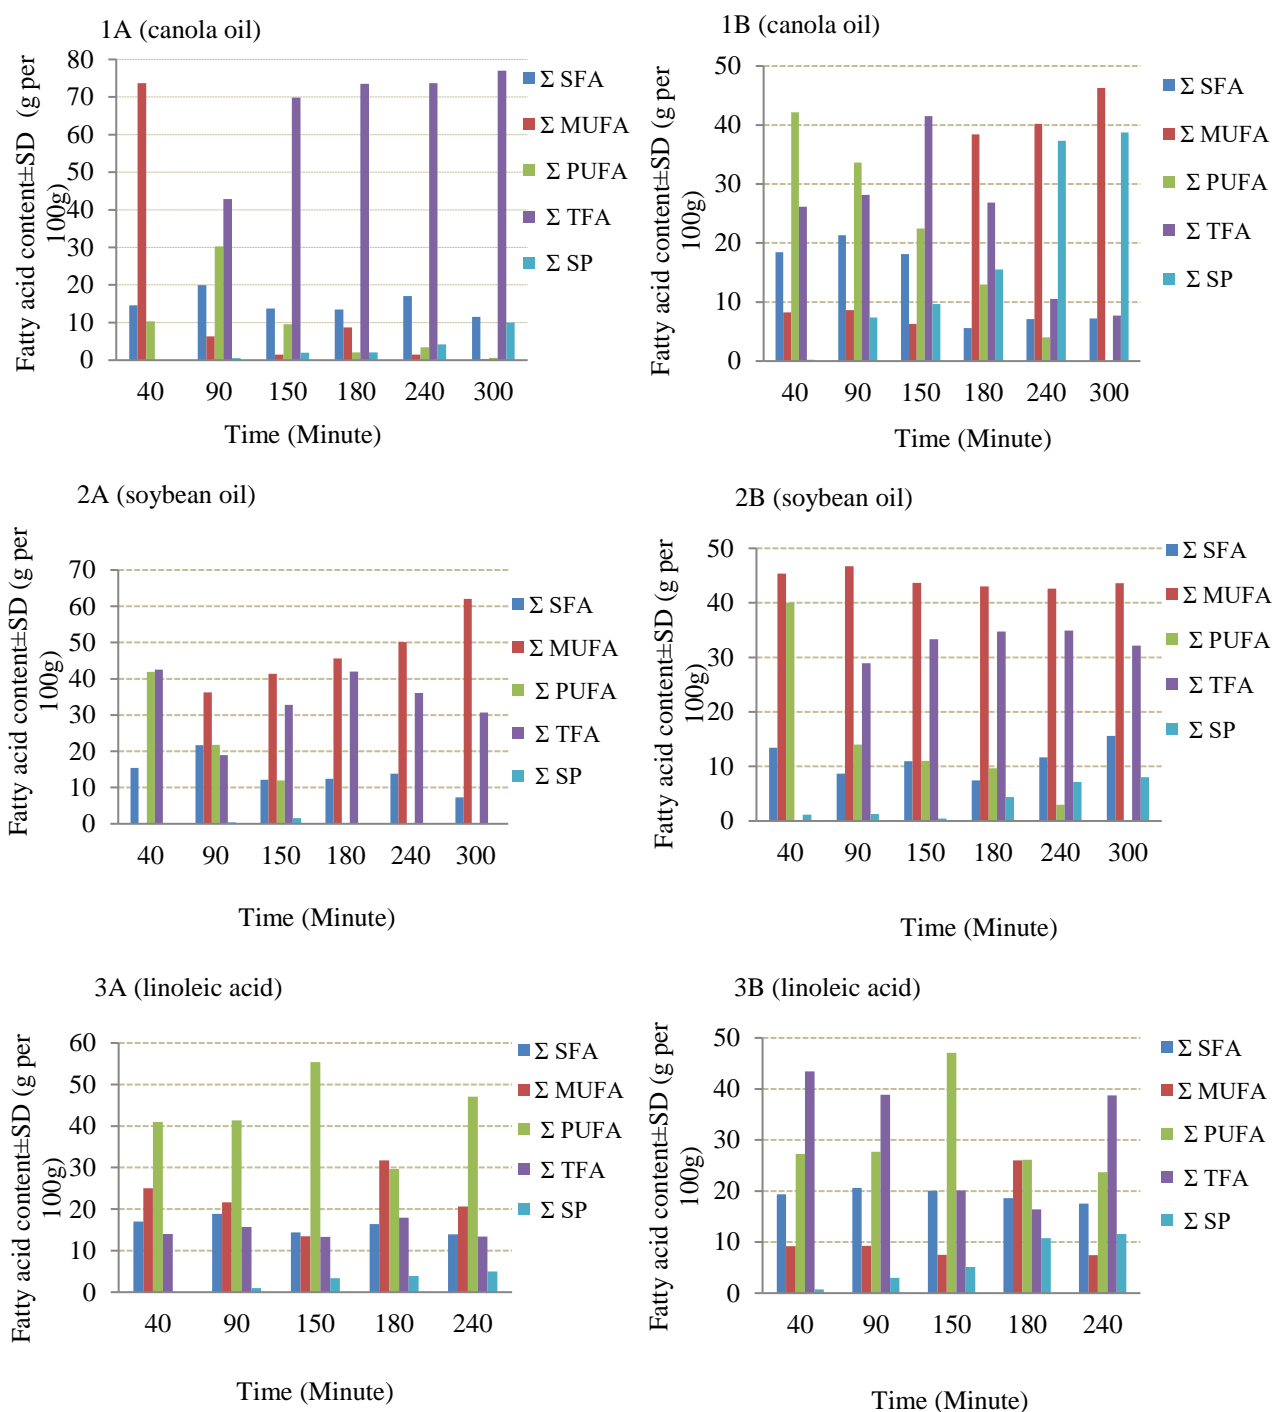 1A (canola oil)
Fatty acid content±SD (g per
100g)
80
70
60
50
40
30
20
10
0
40 90 150 180 240 300
Time (Minute)
Σ SFA
Σ MUFA
Σ PUFA
Σ TFA
Σ SP
1B (canola oil)
Fatty acid content±SD (g per
100g)
50
40
30
20
10
0
40 90 150 180 240 300
Time (Minute)
Σ SFA
Σ MUFA
Σ PUFA
Σ TFA
Σ SP
2A (soybean oil)
Fatty acid content±SD (g per
100g)
70
60
50
40
30
20
10
0
40 90 150 180 240 300
Time (Minute)
Σ SFA
Σ MUFA
Σ PUFA
Σ TFA
Σ SP
2B (soybean oil)
Fatty acid content±SD (g per
100g)
50
40
30
20
10
0
40 90 150 180 240 300
Time (Minute)
Σ SFA
Σ MUFA
Σ PUFA
Σ TFA
Σ SP
3A (linoleic acid)
Fatty acid content±SD (g per
100g)
60
50
40
30
20
10
0
40 90 150 180 240
Time (Minute)
Σ SFA
Σ MUFA
Σ PUFA
Σ TFA
Σ SP
3B (linoleic acid)
Fatty acid content±SD (g per
100g)
50
40
30
20
10
0
40 90 150 180 240
Time (Minute)
Σ SFA
Σ MUFA
Σ PUFA
Σ TFA
Σ SP